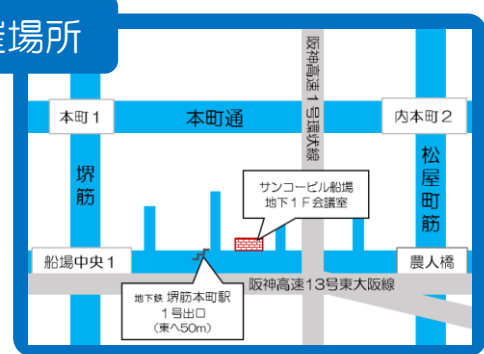 催場所
阪神高速1号環状線
本町1
本町通
内本町2
堺筋
松屋町筋
サンコービル船場
地下1F会議室
船場中央1
農人橋
阪神高速13号東大阪線
地下鉄 堺筋本町駅
1号出口
(東へ50m)